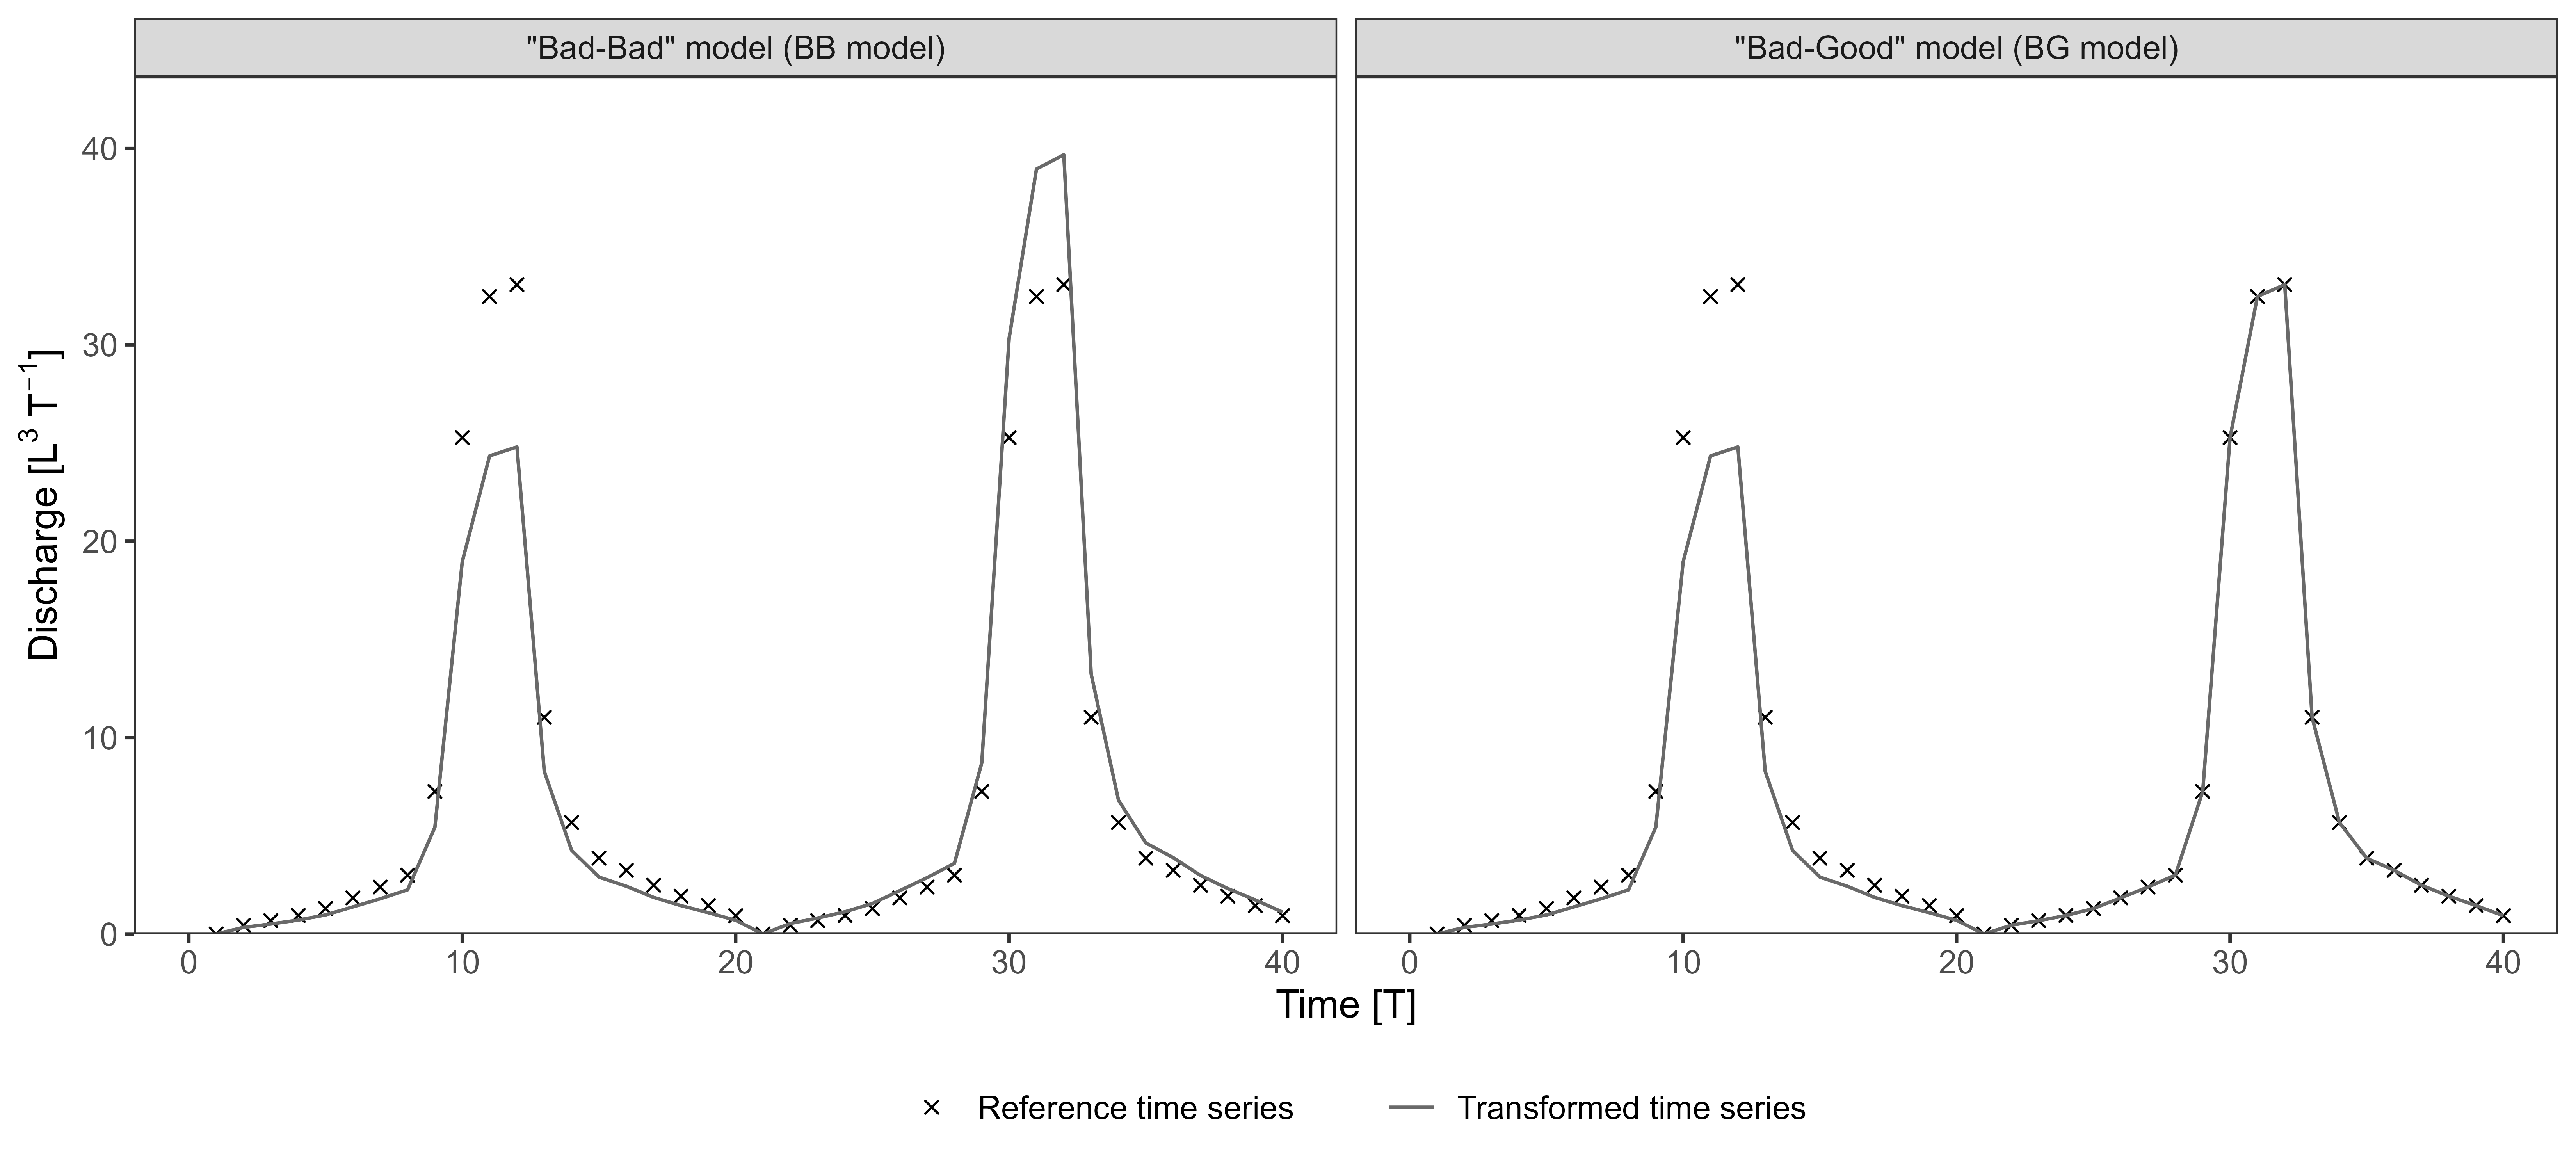 "Bad-Bad" model (BB model)
"Bad-Good" model (BG model)
40
30
20
10
0
Discharge [L³ T⁻¹]
0 10 20 30 40
0 10 20 30 40
Time [T]
Reference time series
Transformed time series